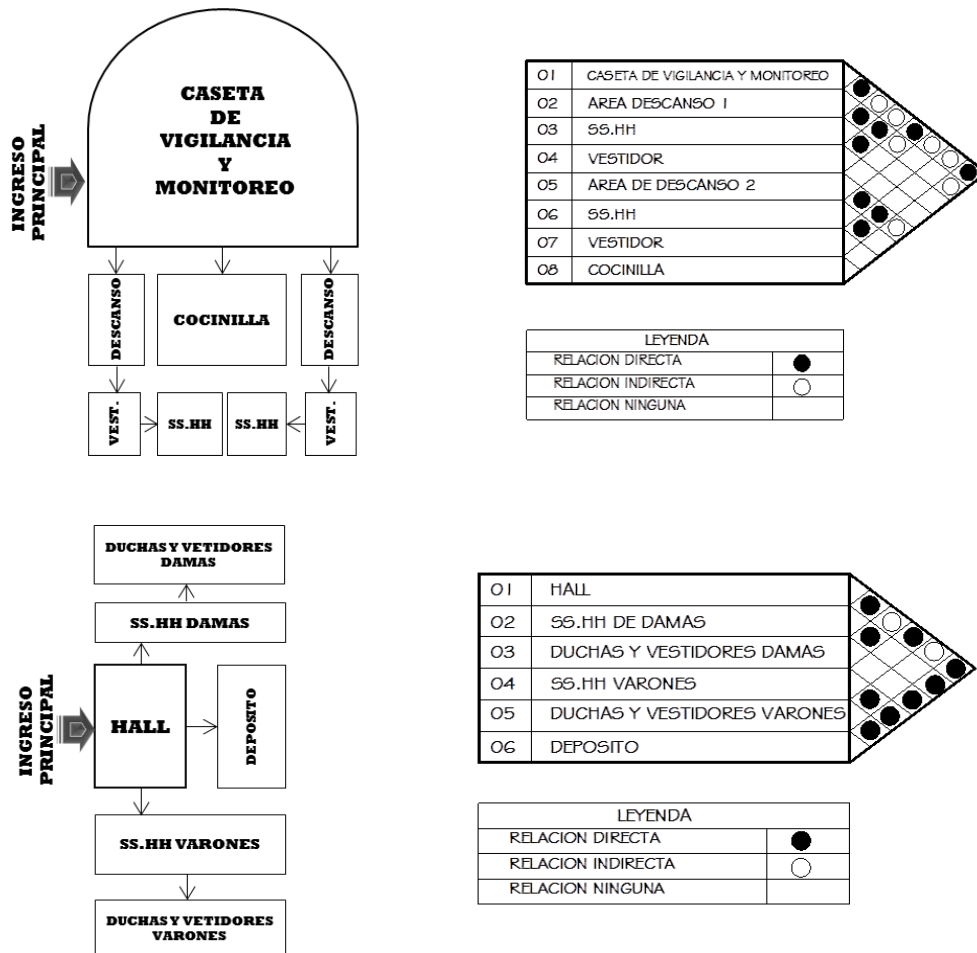 CASETA
DE
VIGILANCIA
Y
MONITOREO
INGRESO
PRINCIPAL
DESCANSO
COCINILLA
DESCANSO
VEST.
SS.HH
SS.HH
VEST.
01 CASETA DE VIGILANCIA Y MONITOREO
02 AREA DESCANSO 1
03 SS.HH
04 VESTIDOR
05 AREA DE DESCANSO 2
06 SS.HH
07 VESTIDOR
08 COCINILLA
LEYENDA
RELACION DIRECTA
RELACION INDIRECTA
RELACION NINGUNA
DUCHAS Y VETIDORES
DAMAS
SS.HH DAMAS
INGRESO
PRINCIPAL
HALL
DEPOSITO
SS.HH VARONES
DUCHAS Y VETIDORES
VARONES
01 HALL
02 SS.HH DE DAMAS
03 DUCHAS Y VESTIDORES DAMAS
04 SS.HH VARONES
05 DUCHAS Y VESTIDORES VARONES
06 DEPOSITO
LEYENDA
RELACION DIRECTA
RELACION INDIRECTA
RELACION NINGUNA